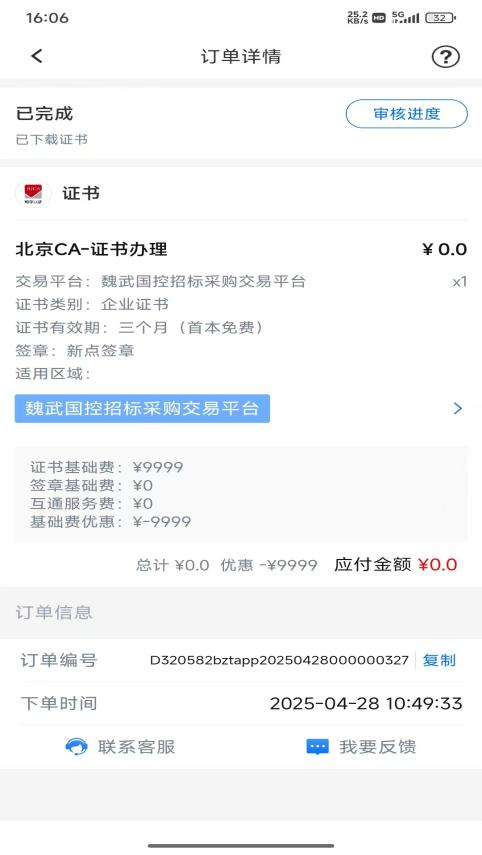 16:06
25.2 KB/s HD 5G 32
订单详情
?
已完成
审核进度
已下载证书
证书
北京CA-证书办理
¥ 0.0
交易平台：魏武国控招标采购交易平台
x1
证书类别：企业证书
证书有效期：三个月（首本免费）
签章：新点签章
适用区域：
魏武国控招标采购交易平台
证书基础费：¥9999
签章基础费：¥0
互通服务费：¥0
基础费优惠：¥-9999
总计 ¥0.0 优惠 -¥9999 应付金额 ¥0.0
订单信息
订单编号
D320582bztapp20250428000000327
复制
下单时间
2025-04-28 10:49:33
联系客服
我要反馈